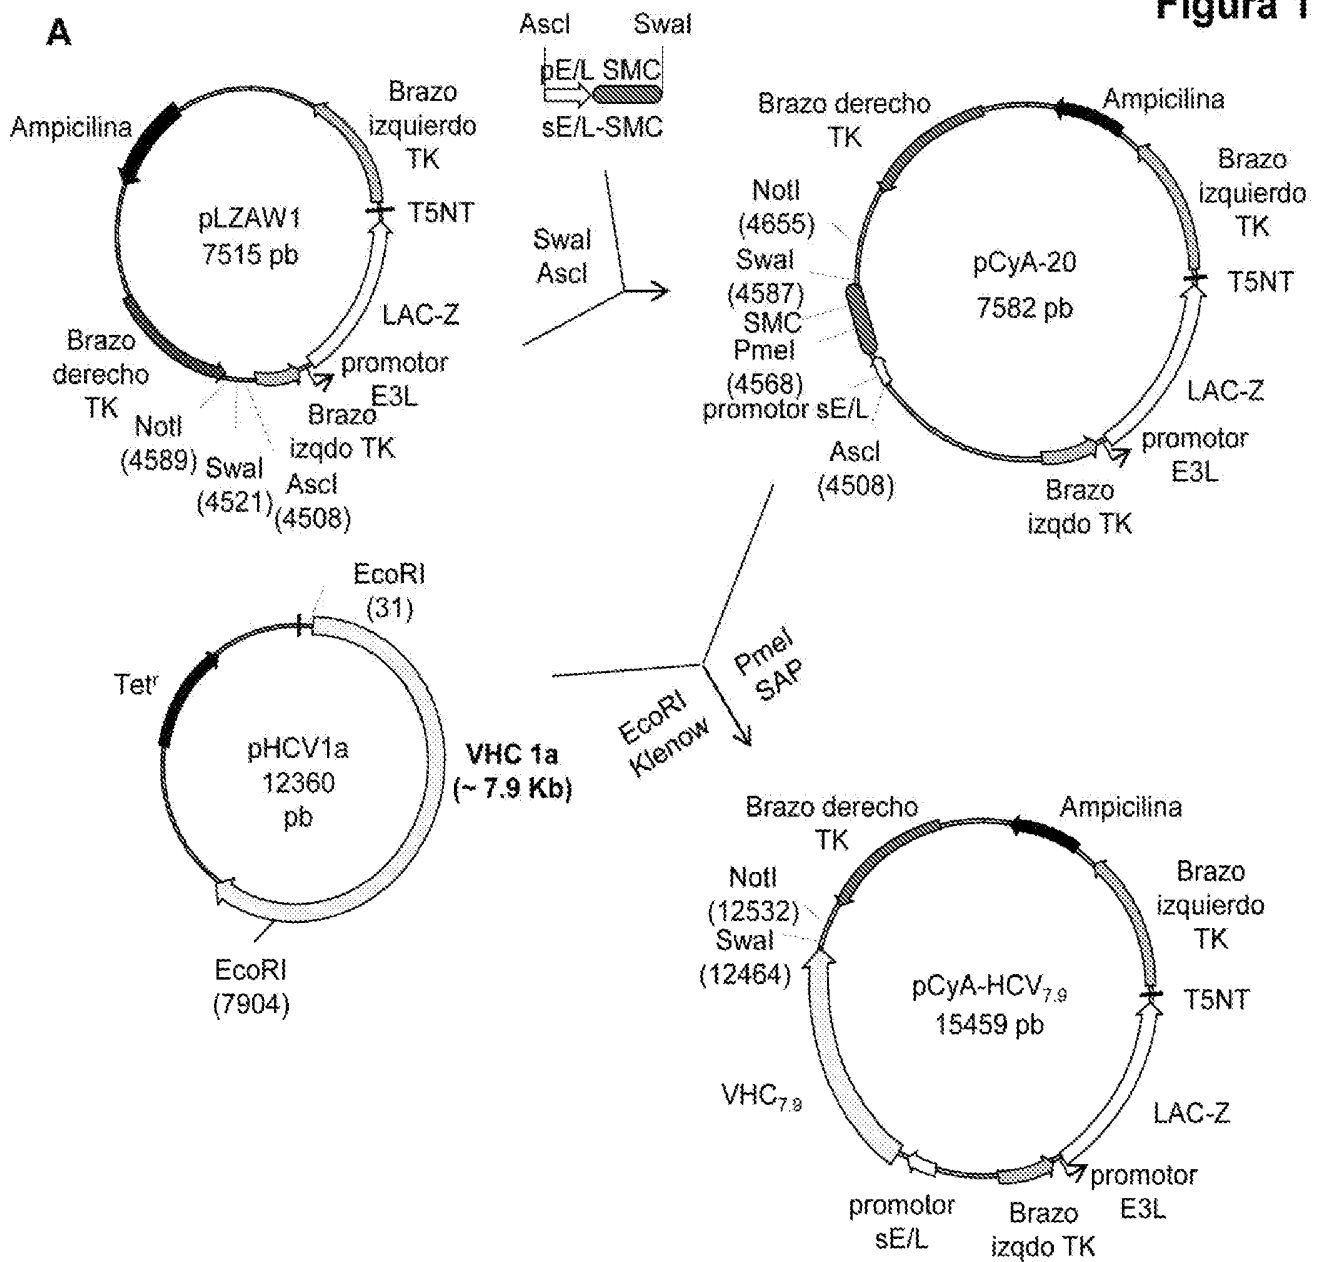 Figura 1
A
AscI SwaI
pE/L SMC
sE/L-SMC
Ampicilina
Brazo
izquierdo
TK
T5NT
pLZAW1
7515 pb
LAC-Z
promotor
E3L
Brazo
izqdo TK
Brazo
derecho
TK
NotI
(4589)
SwaI
(4521)
AscI
(4508)
SwaI
AscI
Brazo derecho
TK
Ampicilina
Brazo
izquierdo
TK
T5NT
NotI
(4655)
SwaI
(4587)
SMC
PmeI
(4568)
promotor sE/L
AscI
(4508)
pCyA-20
7582 pb
LAC-Z
promotor
E3L
Brazo
izqdo TK
EcoRI
(31)
Tetʳ
pHCV1a
12360
pb
VHC 1a
(~ 7.9 Kb)
EcoRI
(7904)
EcoRI
Klenow
PmeI
SAP
Brazo derecho
TK
Ampicilina
Brazo
izquierdo
TK
NotI
(12532)
SwaI
(12464)
pCyA-HCV₇.₉
15459 pb
T5NT
VHC₇.₉
LAC-Z
promotor
E3L
promotor
sE/L
Brazo
izqdo TK